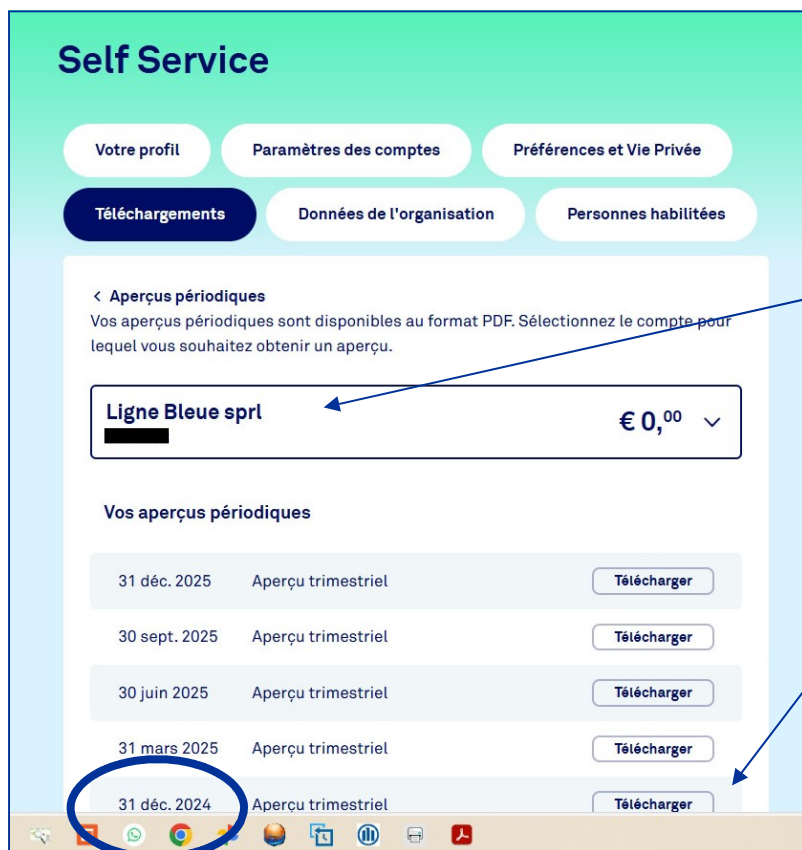 Self Service
Votre profil
Paramètres des comptes
Préférences et Vie Privée
Téléchargements
Données de l'organisation
Personnes habilitées
< Aperçus périodiques
Vos aperçus périodiques sont disponibles au format PDF. Sélectionnez le compte pour
lequel vous souhaitez obtenir un aperçu.
Ligne Bleue sprl
€ 0,00
Vos aperçus périodiques
31 déc. 2025 Aperçu trimestriel Télécharger
30 sept. 2025 Aperçu trimestriel Télécharger
30 juin 2025 Aperçu trimestriel Télécharger
31 mars 2025 Aperçu trimestriel Télécharger
31 déc. 2024 Aperçu trimestriel Télécharger